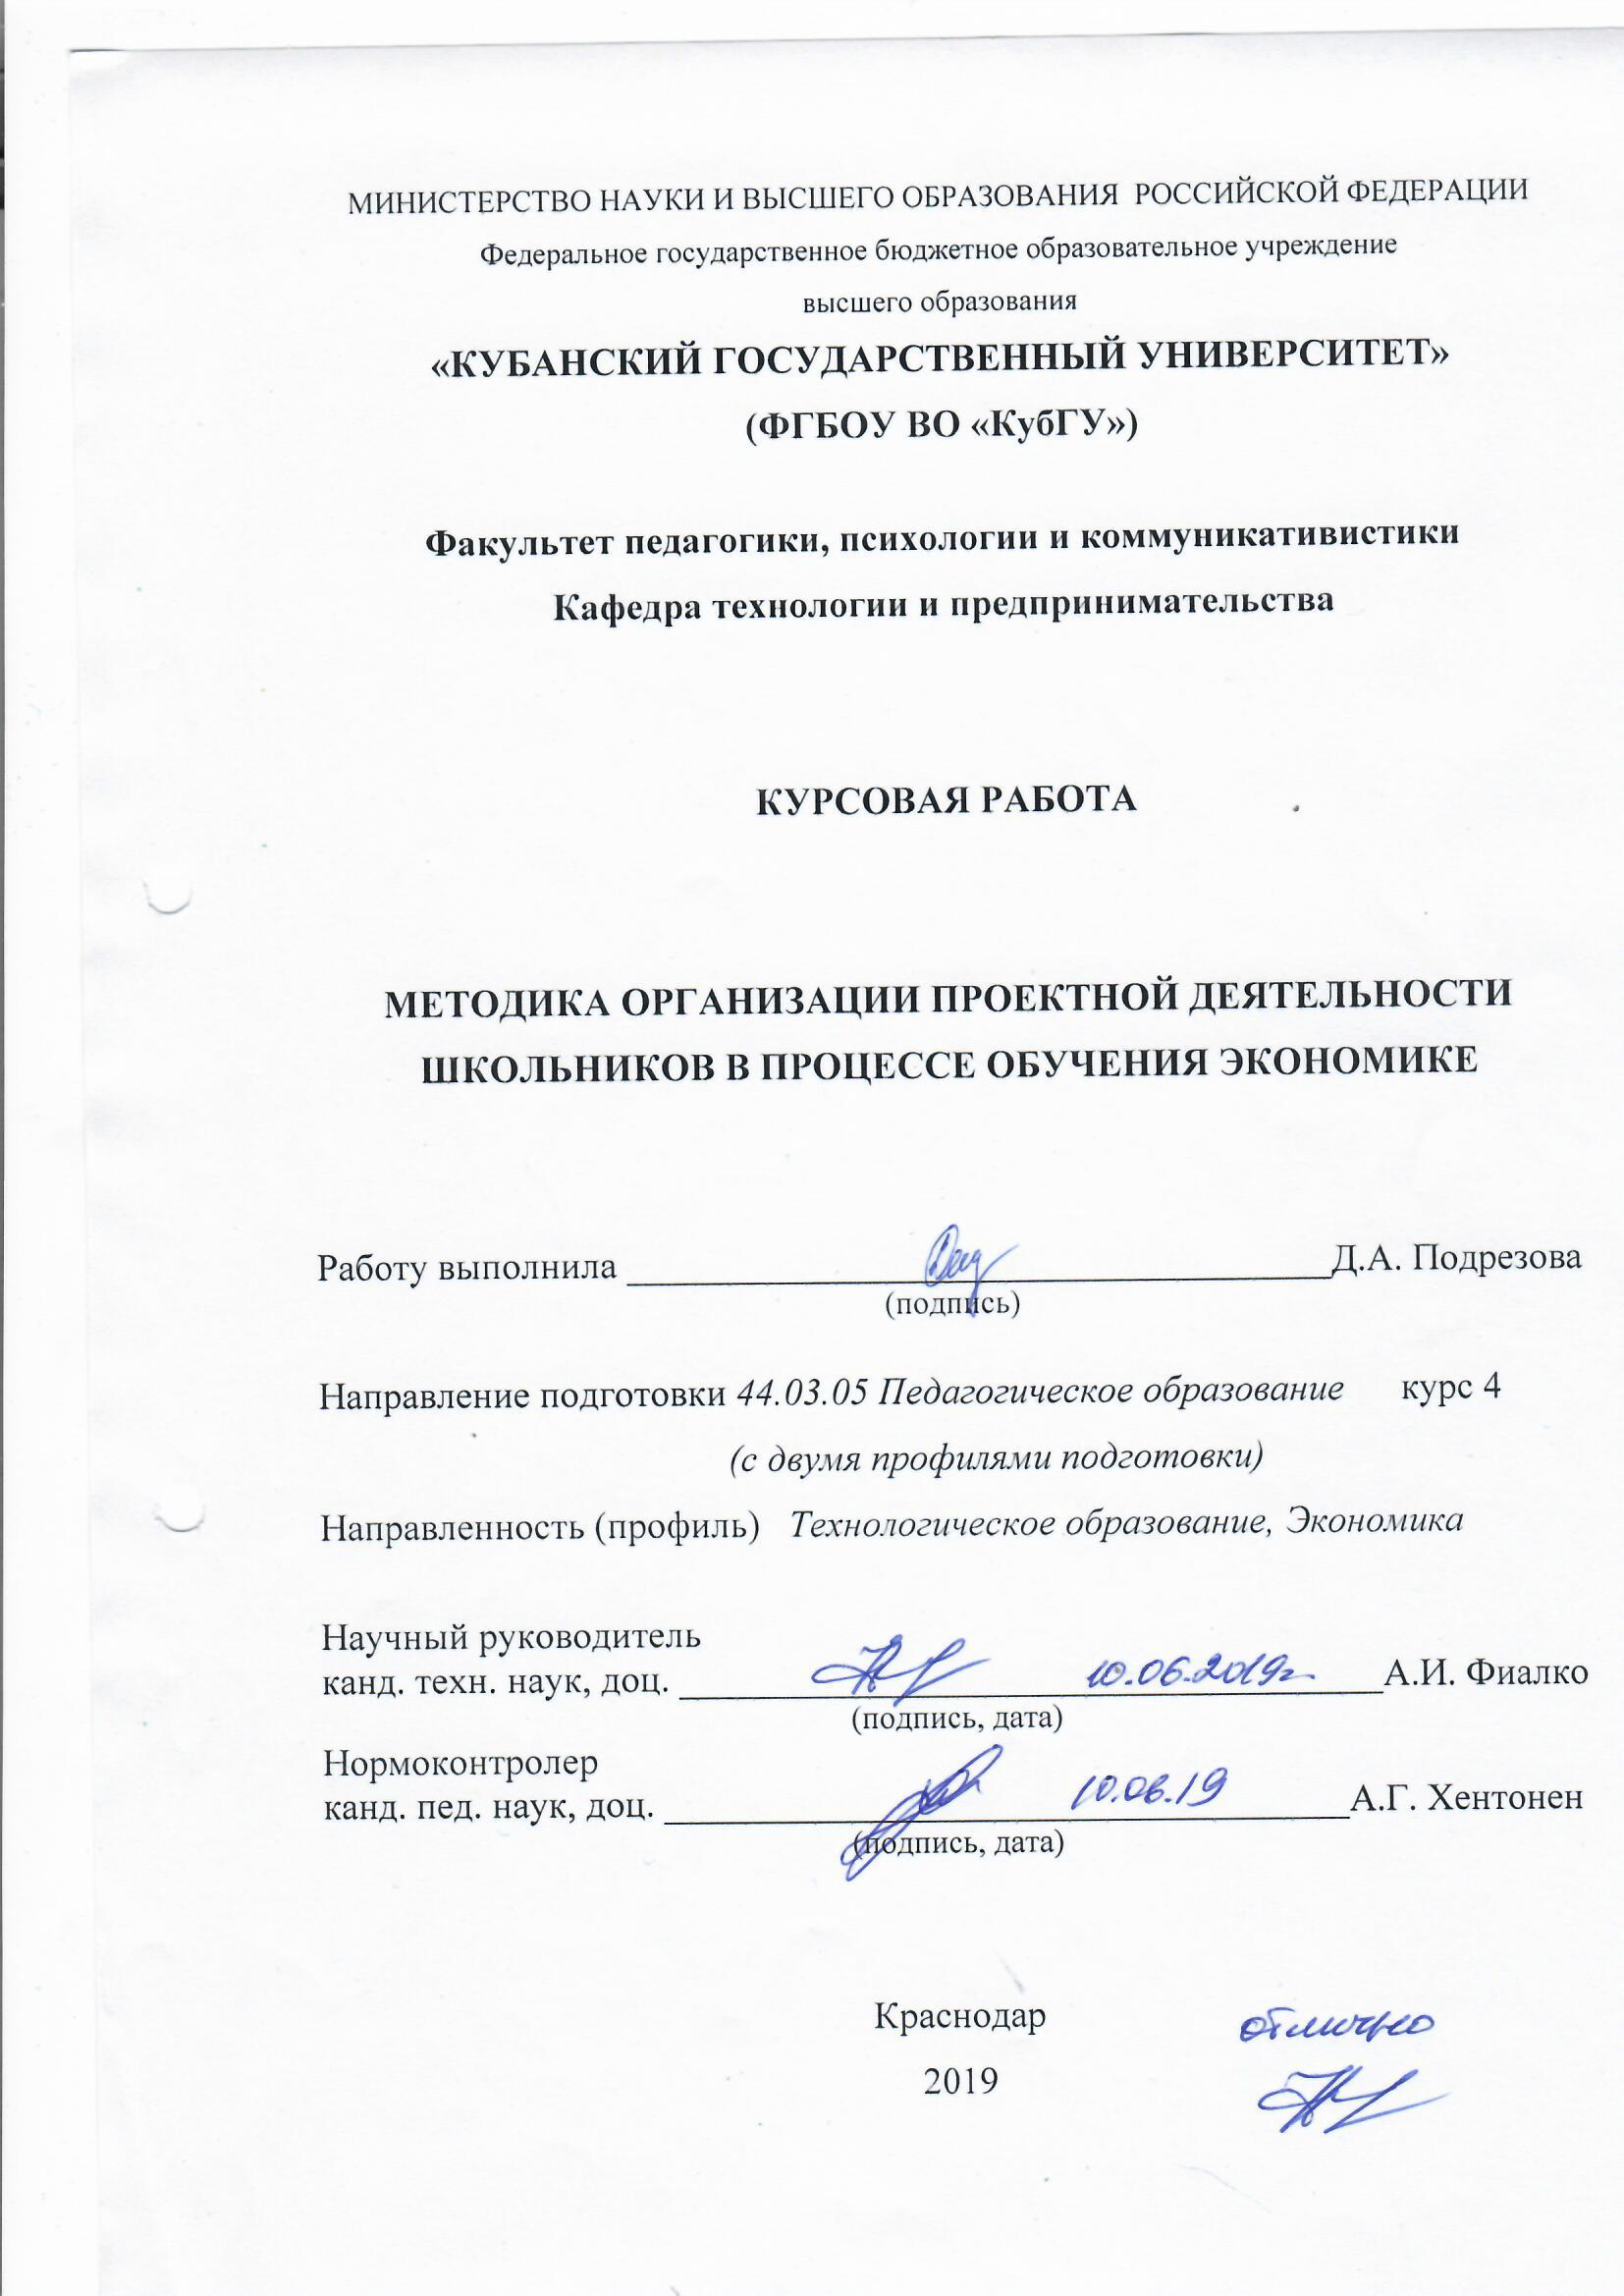 МИНИСТЕРСТВО НАУКИ И ВЫСШЕГО ОБРАЗОВАНИЯ РОССИЙСКОЙ ФЕДЕРАЦИИ
Федеральное государственное бюджетное образовательное учреждение
высшего образования
«КУБАНСКИЙ ГОСУДАРСТВЕННЫЙ УНИВЕРСИТЕТ»
(ФГБОУ ВО «КубГУ»)
Факультет педагогики, психологии и коммуникативистики
Кафедра технологии и предпринимательства
КУРСОВАЯ РАБОТА
МЕТОДИКА ОРГАНИЗАЦИИ ПРОЕКТНОЙ ДЕЯТЕЛЬНОСТИ
ШКОЛЬНИКОВ В ПРОЦЕССЕ ОБУЧЕНИЯ ЭКОНОМИКЕ
Работу выполнила Д.А. Подрезова
(подпись)
Направление подготовки 44.03.05 Педагогическое образование курс 4
(с двумя профилями подготовки)
Направленность (профиль) Технологическое образование, Экономика
Научный руководитель
канд. техн. наук, доц. 10.06.2019г. А.И. Фиалко
(подпись, дата)
Нормоконтролер
канд. пед. наук, доц. 10.06.19 А.Г. Хентонен
(подпись, дата)
Краснодар
отлично
2019